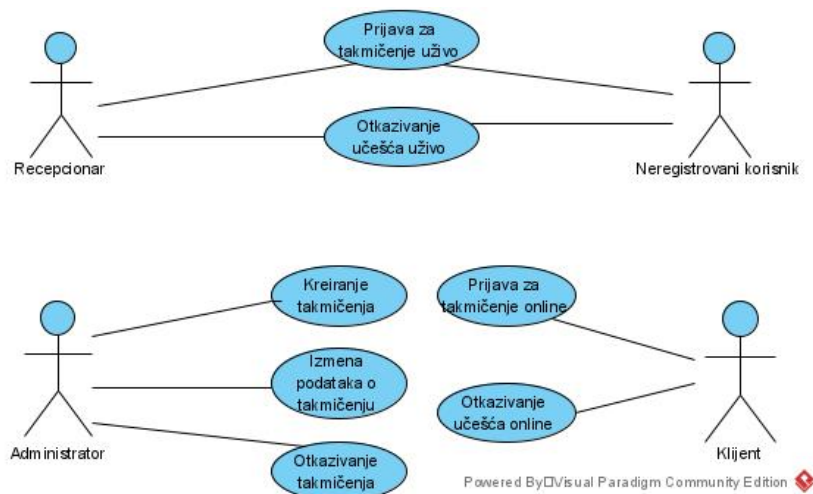 Prijava za
takmičenje uživo
Otkazivanje
učešća uživo
Recepcionar
Neregistrovani korisnik
Kreiranje
takmičenja
Prijava za
takmičenje online
Izmena
podataka o
takmičenju
Otkazivanje
učešća online
Otkazivanje
takmičenja
Administrator
Klijent
Powered By□Visual Paradigm Community Edition